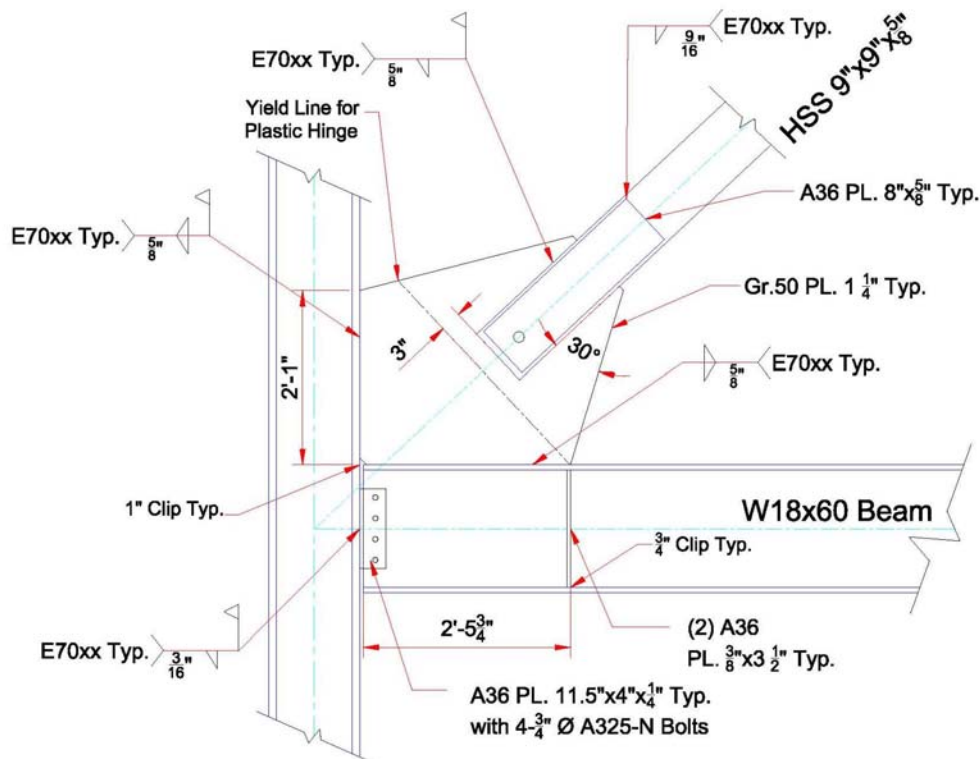 E70xx Typ.
9/16
E70xx Typ.
5/8"
HSS 9"x9"x5/8"
Yield Line for
Plastic Hinge
A36 PL. 8"x5/8" Typ.
E70xx Typ.
5/8"
Gr.50 PL. 1 1/4" Typ.
3"
30°
2'-1"
E70xx Typ.
5/8"
1" Clip Typ.
W18x60 Beam
3/4" Clip Typ.
2'-5 3/4"
(2) A36
PL. 3/8"x3 1/2" Typ.
E70xx Typ.
3/16"
A36 PL. 11.5"x4"x1/4" Typ.
with 4-3/4" Ø A325-N Bolts